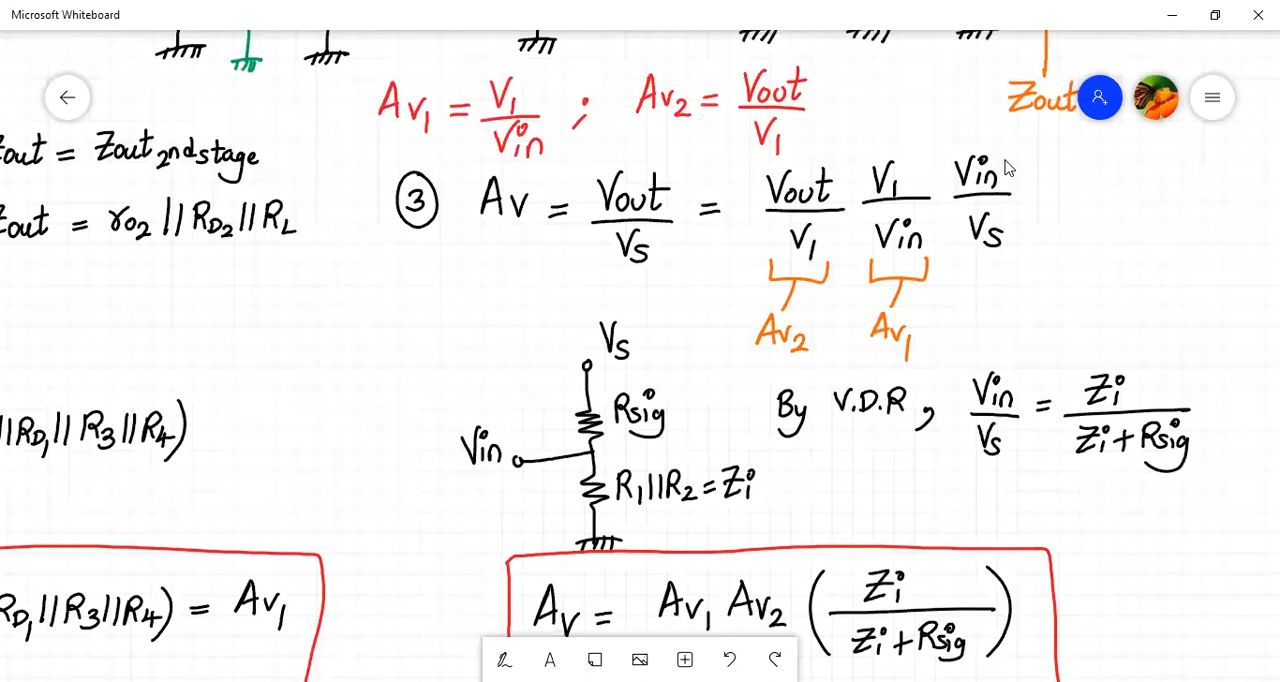 Microsoft Whiteboard
Av₁ = V₁/Vin ; Av₂ = Vout/V₁
Zout
Zout = Zout 2nd stage
Zout = ro₂ || RD₂ || RL
③ Av = Vout/Vs = Vout/V₁ V₁/Vin Vin/Vs
Av₂ Av₁
Vs
Rsig
Vin
R₁||R₂ = Zi
By V.D.R, Vin/Vs = Zi/(Zi + Rsig)
||RD₁||R₃||R₄)
RD₁||R₃||R₄) = Av₁
Av = Av₁ Av₂ (Zi/(Zi + Rsig))
A